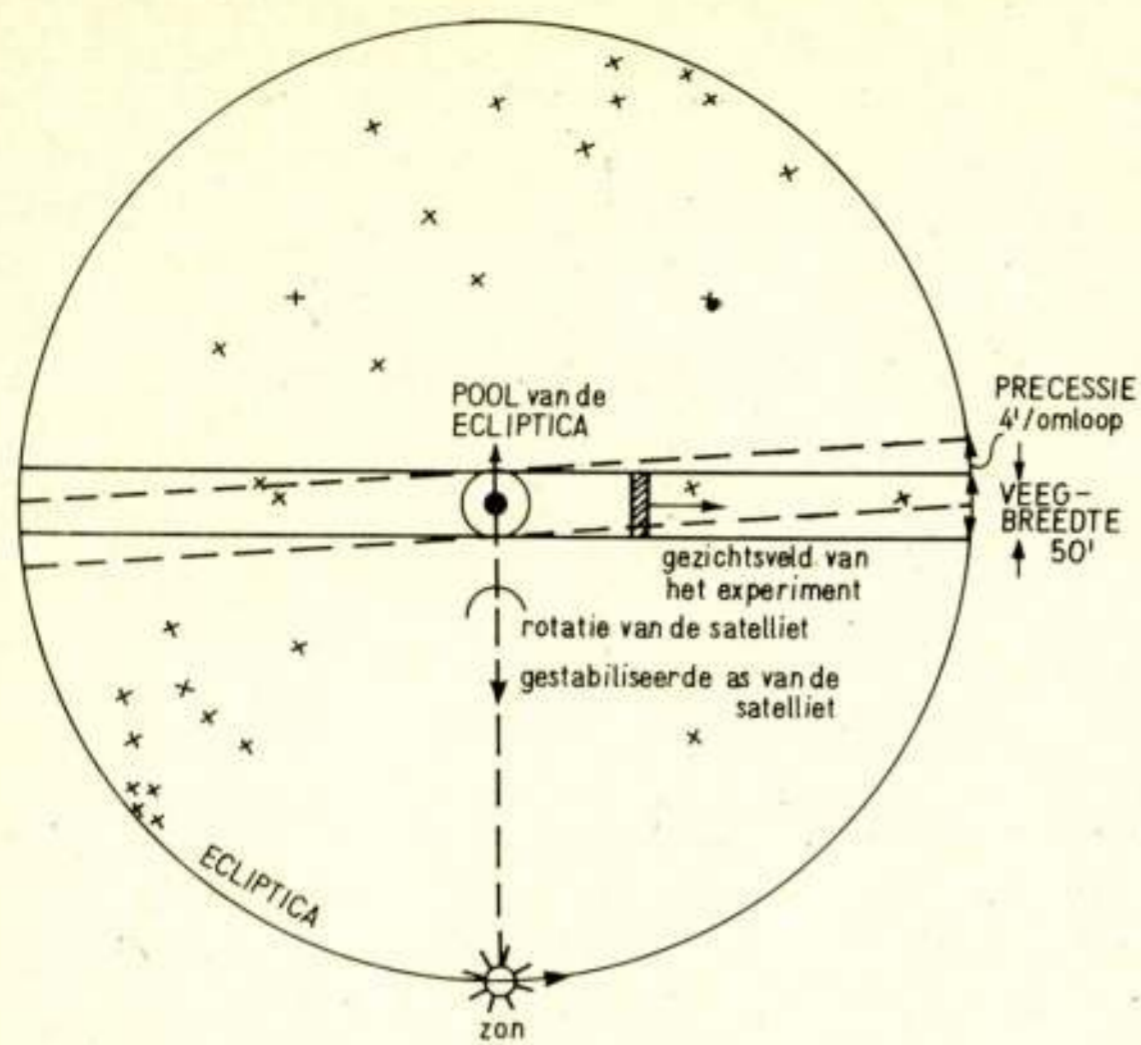 POOL van de
ECLIPTICA
PRECESSIE
4'/omloop
VEEG-
BREEDTE
50'
gezichtsveld van
het experiment
rotatie van de satelliet
gestabiliseerde as van de
satelliet
ECLIPTICA
zon